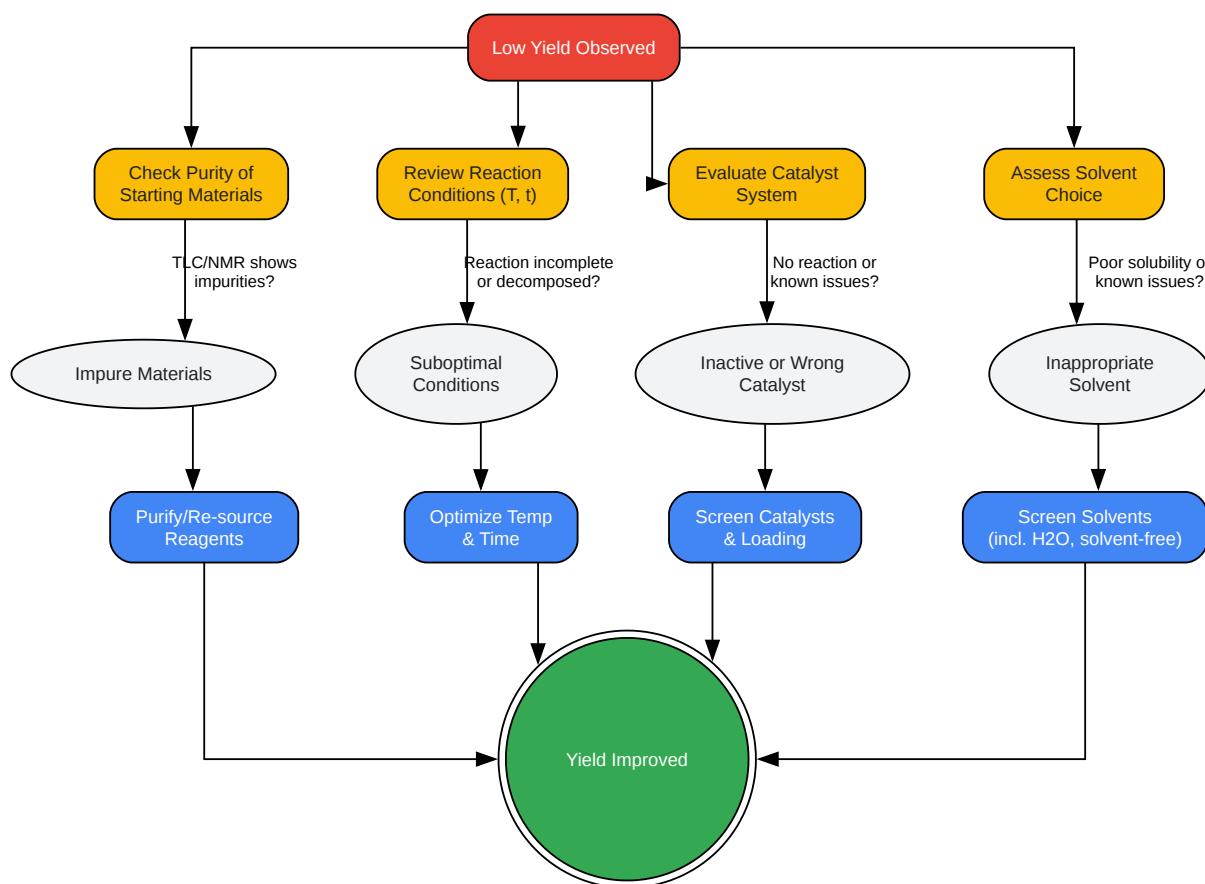 Low Yield Observed
Check Purity of
Starting Materials
Review Reaction
Conditions (T, t)
Evaluate Catalyst
System
Assess Solvent
Choice
TLC/NMR shows
impurities?
Reaction incomplete
or decomposed?
No reaction or
known issues?
Poor solubility o
known issues?
Impure Materials
Suboptimal
Conditions
Inactive or Wrong
Catalyst
Inappropriate
Solvent
Purify/Re-source
Reagents
Optimize Temp
& Time
Screen Catalysts
& Loading
Screen Solvents
(incl. H2O, solvent-free)
Yield Improved